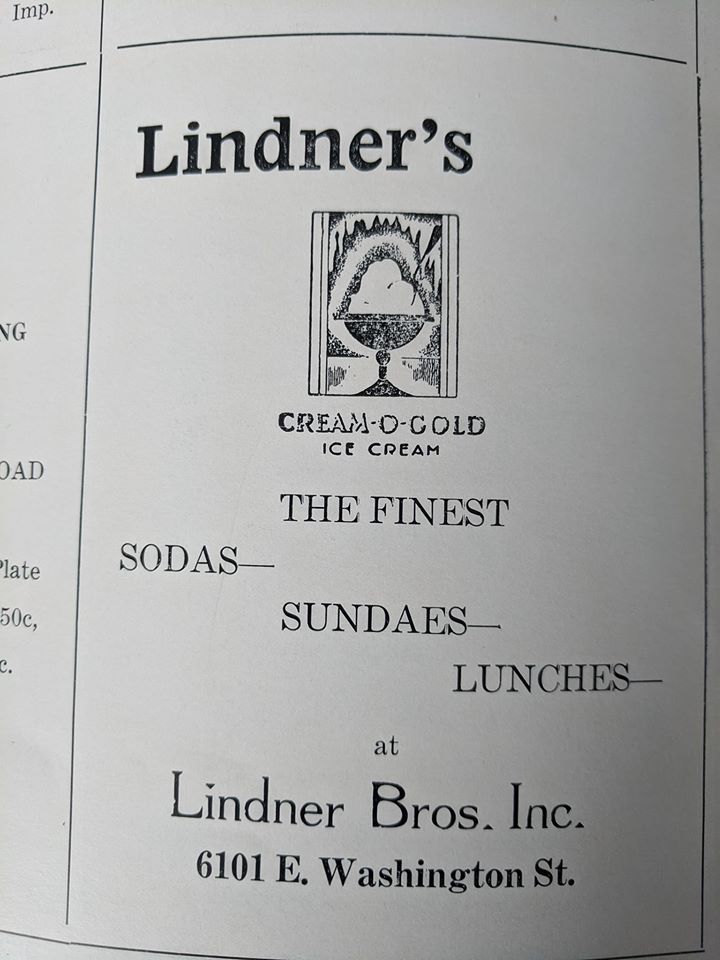 Imp.
NG
OAD
Plate
50c,
c.
Lindner's
CREAM-O-GOLD
ICE CREAM
THE FINEST
SODAS—
SUNDAES—
LUNCHES—
at
Lindner Bros. Inc.
6101 E. Washington St.